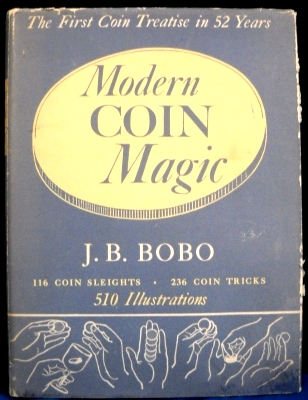 The First Coin Treatise in 52 Years
Modern
COIN
Magic
J. B. BOBO
116 COIN SLEIGHTS · 236 COIN TRICKS
510 Illustrations